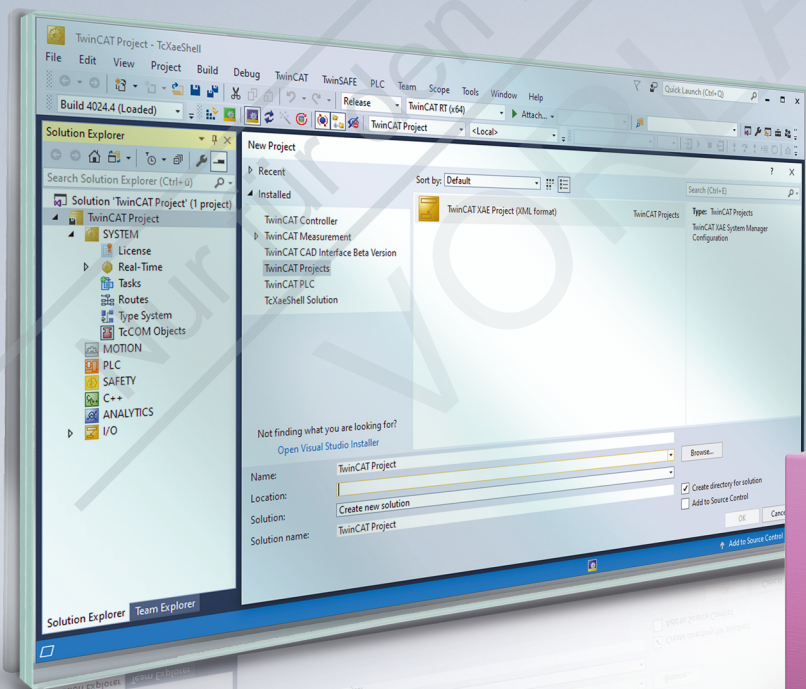 TwinCAT Project - TcXaeShell
Quick Launch (Ctrl+Q)
File Edit View Project Build Debug TwinCAT TwinSAFE PLC Team Scope Tools Window Help
Release TwinCAT RT (x64) Attach...
Build 4024.4 (Loaded) TwinCAT Project <Local>
Solution Explorer
Search Solution Explorer (Ctrl+ü)
Solution 'TwinCAT Project' (1 project)
TwinCAT Project
SYSTEM
License
Real-Time
Tasks
Routes
Type System
TcCOM Objects
MOTION
PLC
SAFETY
C++
ANALYTICS
I/O
Solution Explorer Team Explorer
New Project
? X
Recent
Installed
TwinCAT Controller
TwinCAT Measurement
TwinCAT CAD Interface Beta Version
TwinCAT Projects
TwinCAT PLC
TcXaeShell Solution
Not finding what you are looking for?
Open Visual Studio Installer
Sort by: Default
Search (Ctrl+E)
TwinCAT XAE Project (XML format) TwinCAT Projects
Type: TwinCAT Projects
TwinCAT XAE System Manager
Configuration
Name: TwinCAT Project
Location:
Browse...
Solution: Create new solution
Solution name: TwinCAT Project
Create directory for solution
Add to Source Control
OK
Add to Source Control
Nur für den